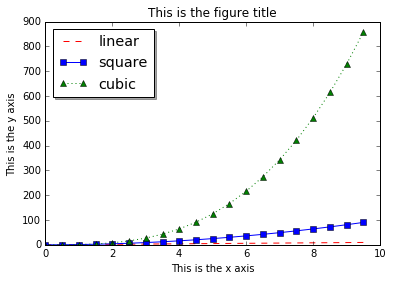 This is the figure title
900
800
700
600
500
400
300
200
100
0
This is the y axis
linear
square
cubic
0 2 4 6 8 10
This is the x axis